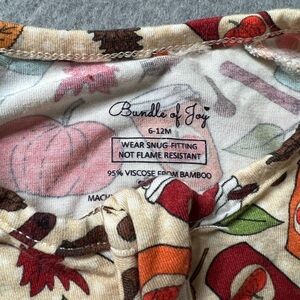 Bundle of Joy
6-12M
WEAR SNUG-FITTING
NOT FLAME RESISTANT
95% VISCOSE FROM BAMBOO